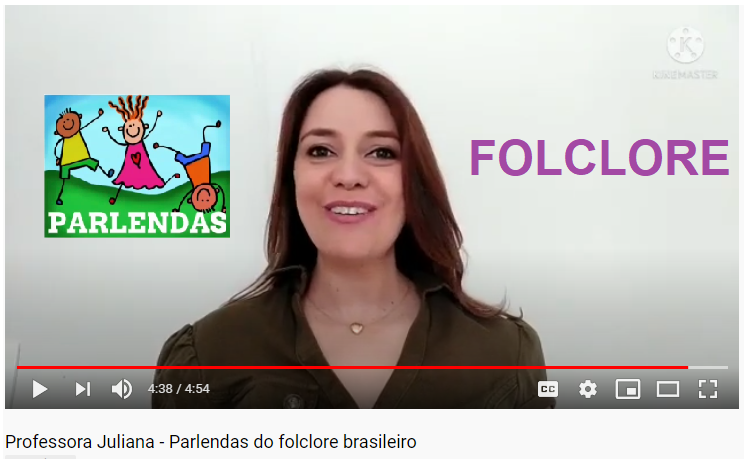 K
KINEMASTER
FOLCLORE
PARLENDAS
4:38 / 4:54
CC
Professora Juliana - Parlendas do folclore brasileiro